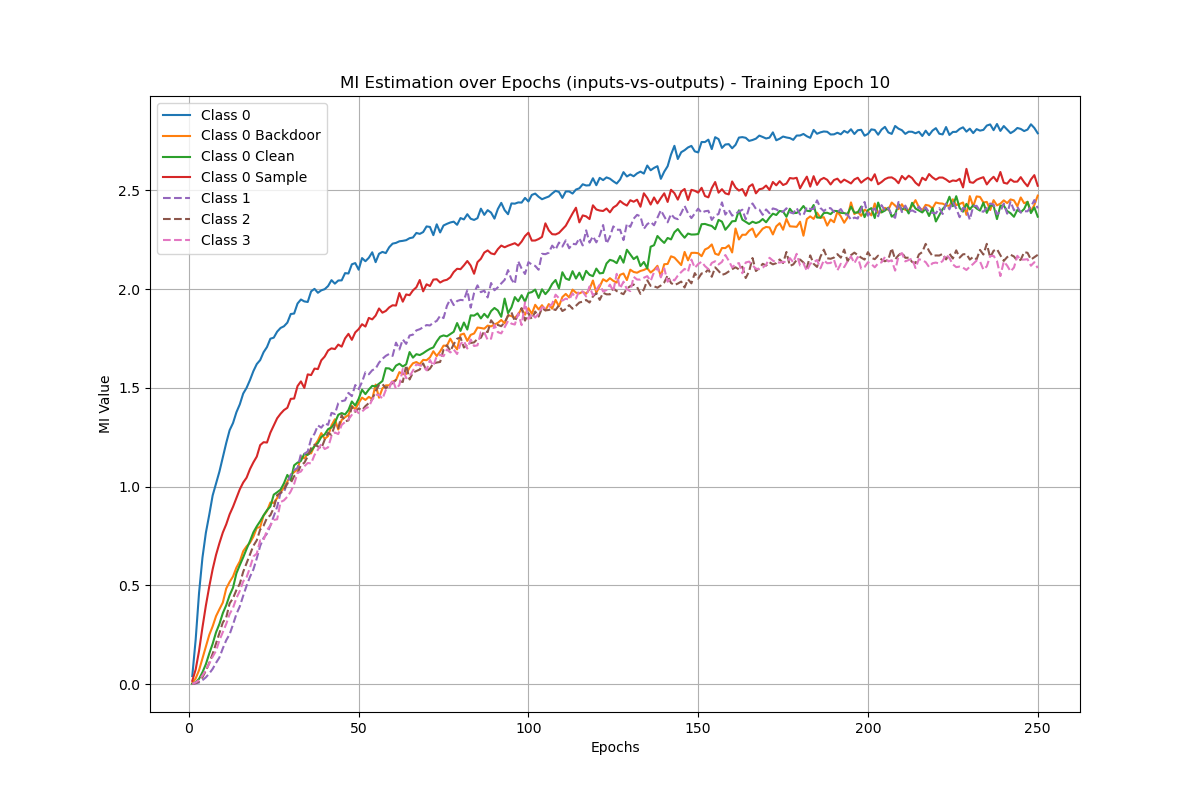 MI Estimation over Epochs (inputs-vs-outputs) - Training Epoch 10
Class 0
Class 0 Backdoor
Class 0 Clean
Class 0 Sample
Class 1
Class 2
Class 3
MI Value
2.5
2.0
1.5
1.0
0.5
0.0
0 50 100 150 200 250
Epochs